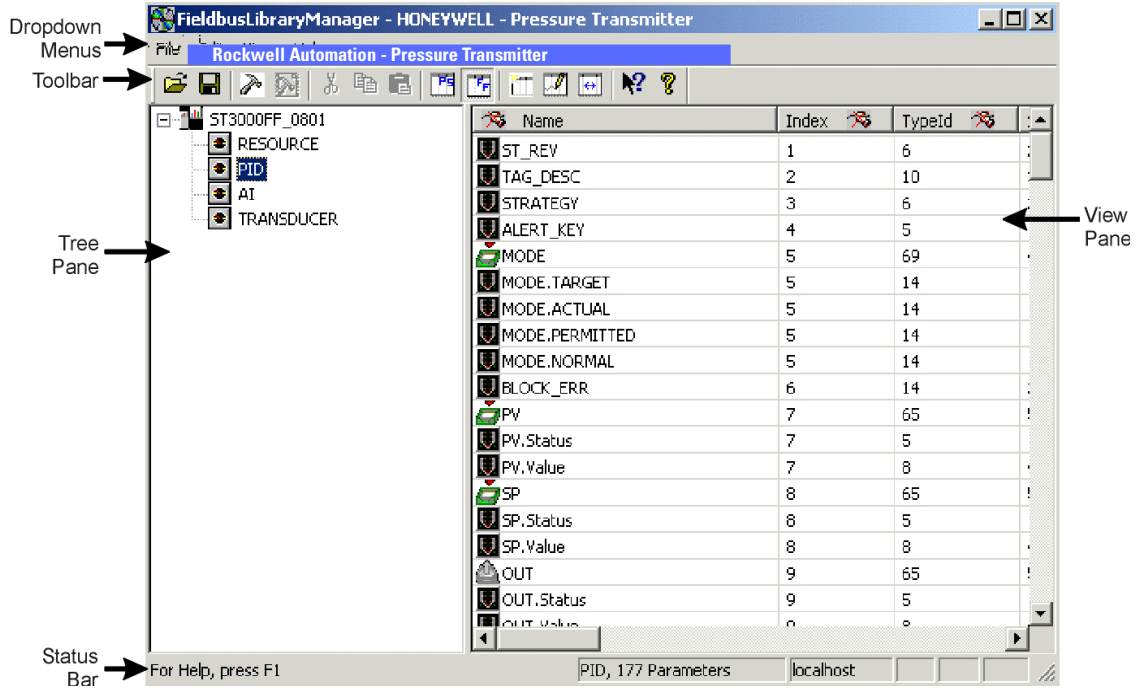 FieldbusLibraryManager - HONEYWELL - Pressure Transmitter
Dropdown
Menus
File
Rockwell Automation - Pressure Transmitter
Toolbar
ST3000FF_0801
RESOURCE
PID
AI
TRANSDUCER
Tree
Pane
Name Index TypeId
ST_REV 1 6
TAG_DESC 2 10
STRATEGY 3 6
ALERT_KEY 4 5
MODE 5 69
MODE.TARGET 5 14
MODE.ACTUAL 5 14
MODE.PERMITTED 5 14
MODE.NORMAL 5 14
BLOCK_ERR 6 14
PV 7 65
PV.Status 7 5
PV.Value 7 8
SP 8 65
SP.Status 8 5
SP.Value 8 8
OUT 9 65
OUT.Status 9 5
OUT.Value 9 8
View
Pane
Status
Bar
For Help, press F1
PID, 177 Parameters
localhost